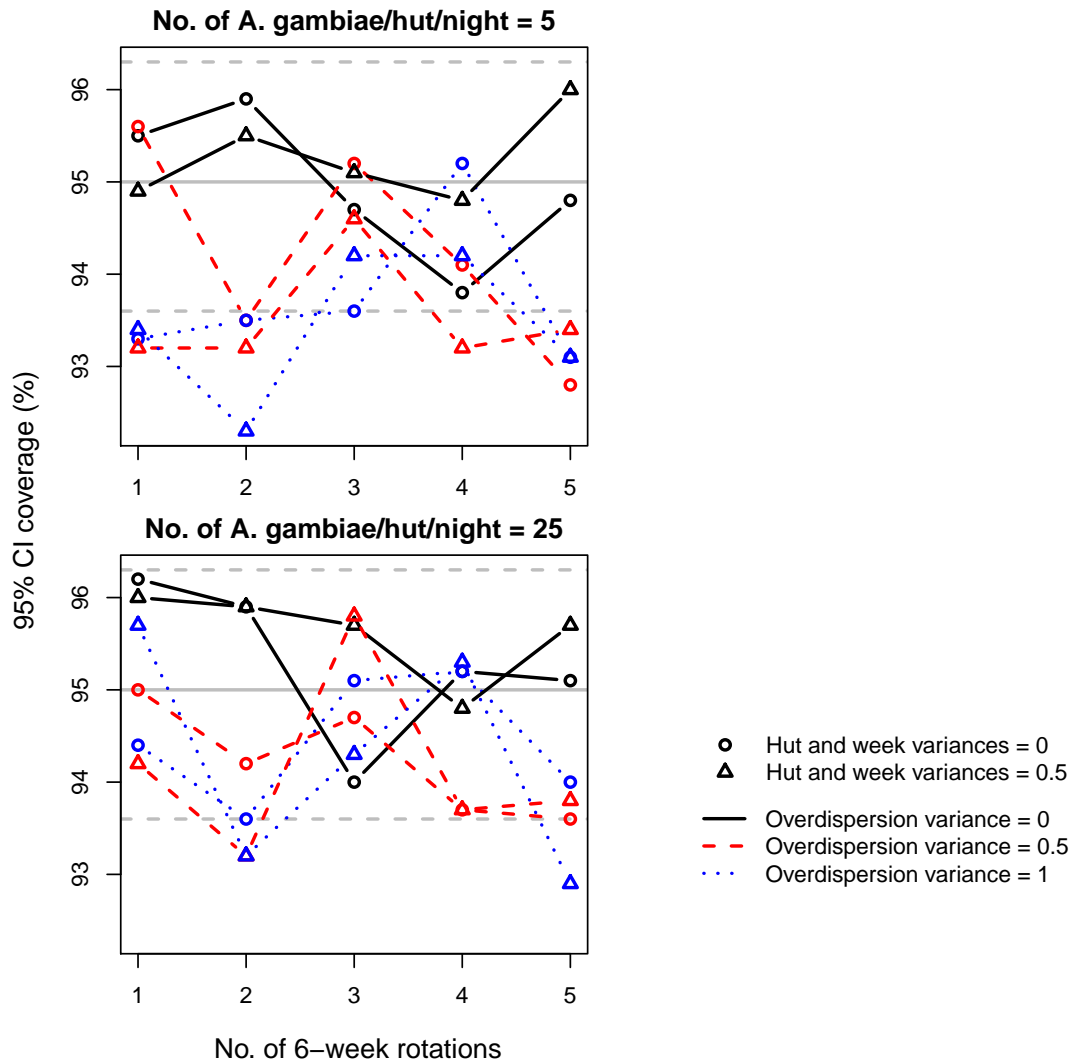 No. of A. gambiae/hut/night = 5
96
95
94
93
1 2 3 4 5
No. of A. gambiae/hut/night = 25
96
95
94
93
1 2 3 4 5
95% CI coverage (%)
No. of 6−week rotations
Hut and week variances = 0
Hut and week variances = 0.5
Overdispersion variance = 0
Overdispersion variance = 0.5
Overdispersion variance = 1